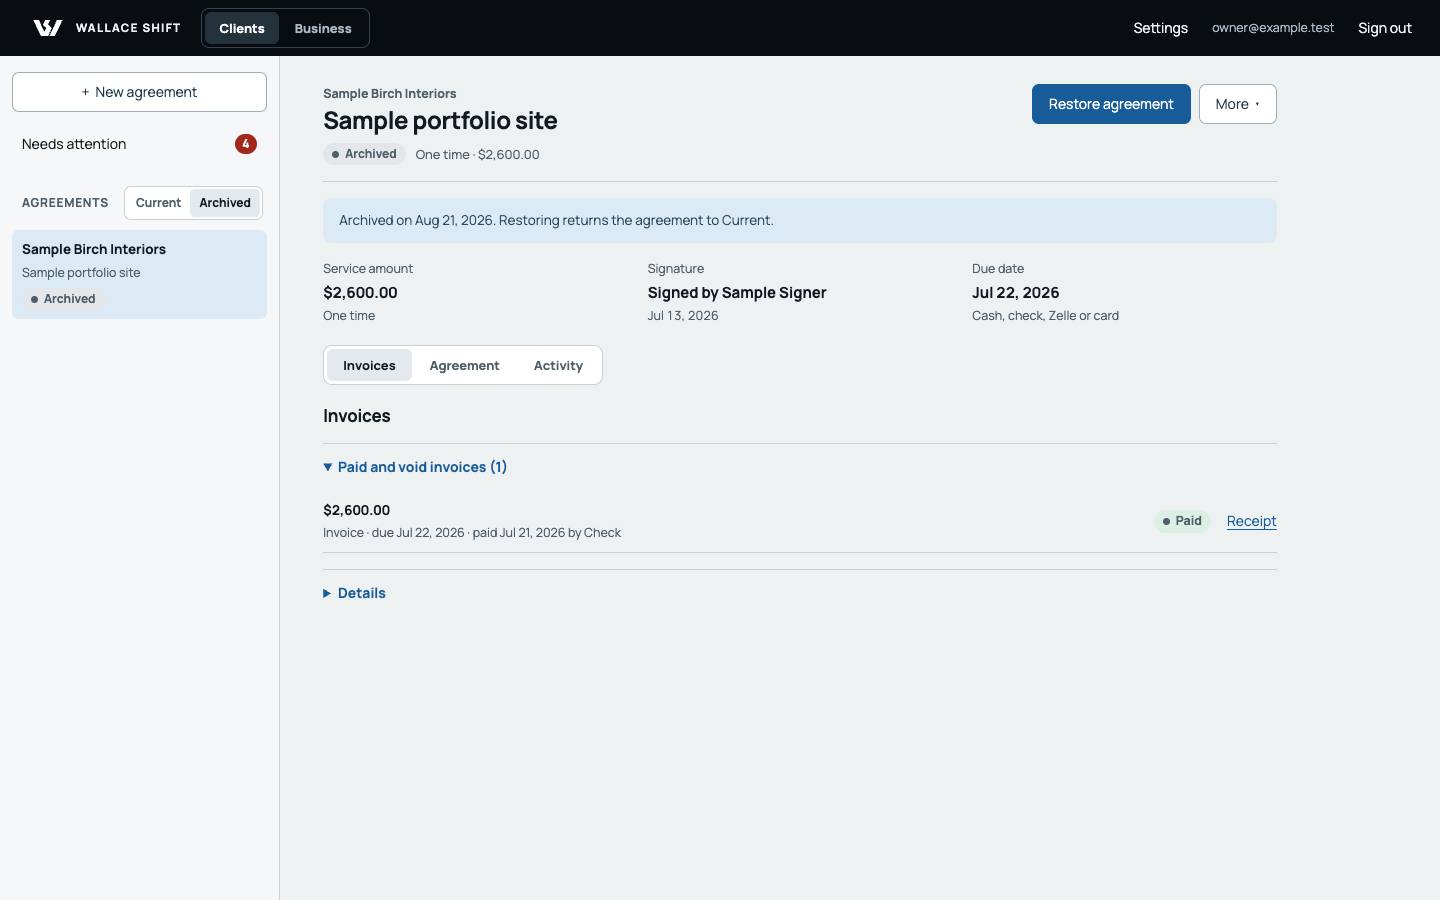 WALLACE SHIFT
Clients
Business
Settings
owner@example.test
Sign out
+ New agreement
Needs attention
4
AGREEMENTS
Current
Archived
Sample Birch Interiors
Sample portfolio site
Archived
Sample Birch Interiors
Sample portfolio site
Archived
One time · $2,600.00
Restore agreement
More
Archived on Aug 21, 2026. Restoring returns the agreement to Current.
Service amount
$2,600.00
One time
Signature
Signed by Sample Signer
Jul 13, 2026
Due date
Jul 22, 2026
Cash, check, Zelle or card
Invoices
Agreement
Activity
Invoices
Paid and void invoices (1)
$2,600.00
Invoice · due Jul 22, 2026 · paid Jul 21, 2026 by Check
Paid
Receipt
Details